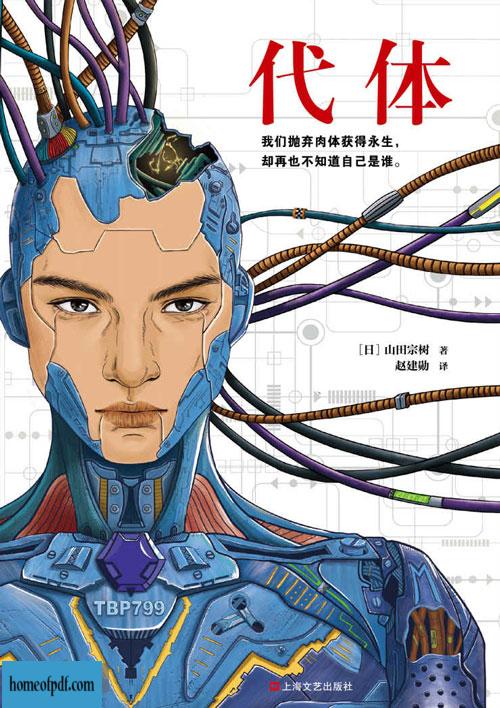 代体
我们抛弃肉体获得永生，
却再也不知道自己是谁。
［日］山田宗树 著
赵建勋 译
TBP799
上海文艺出版社
homeofpdf.com